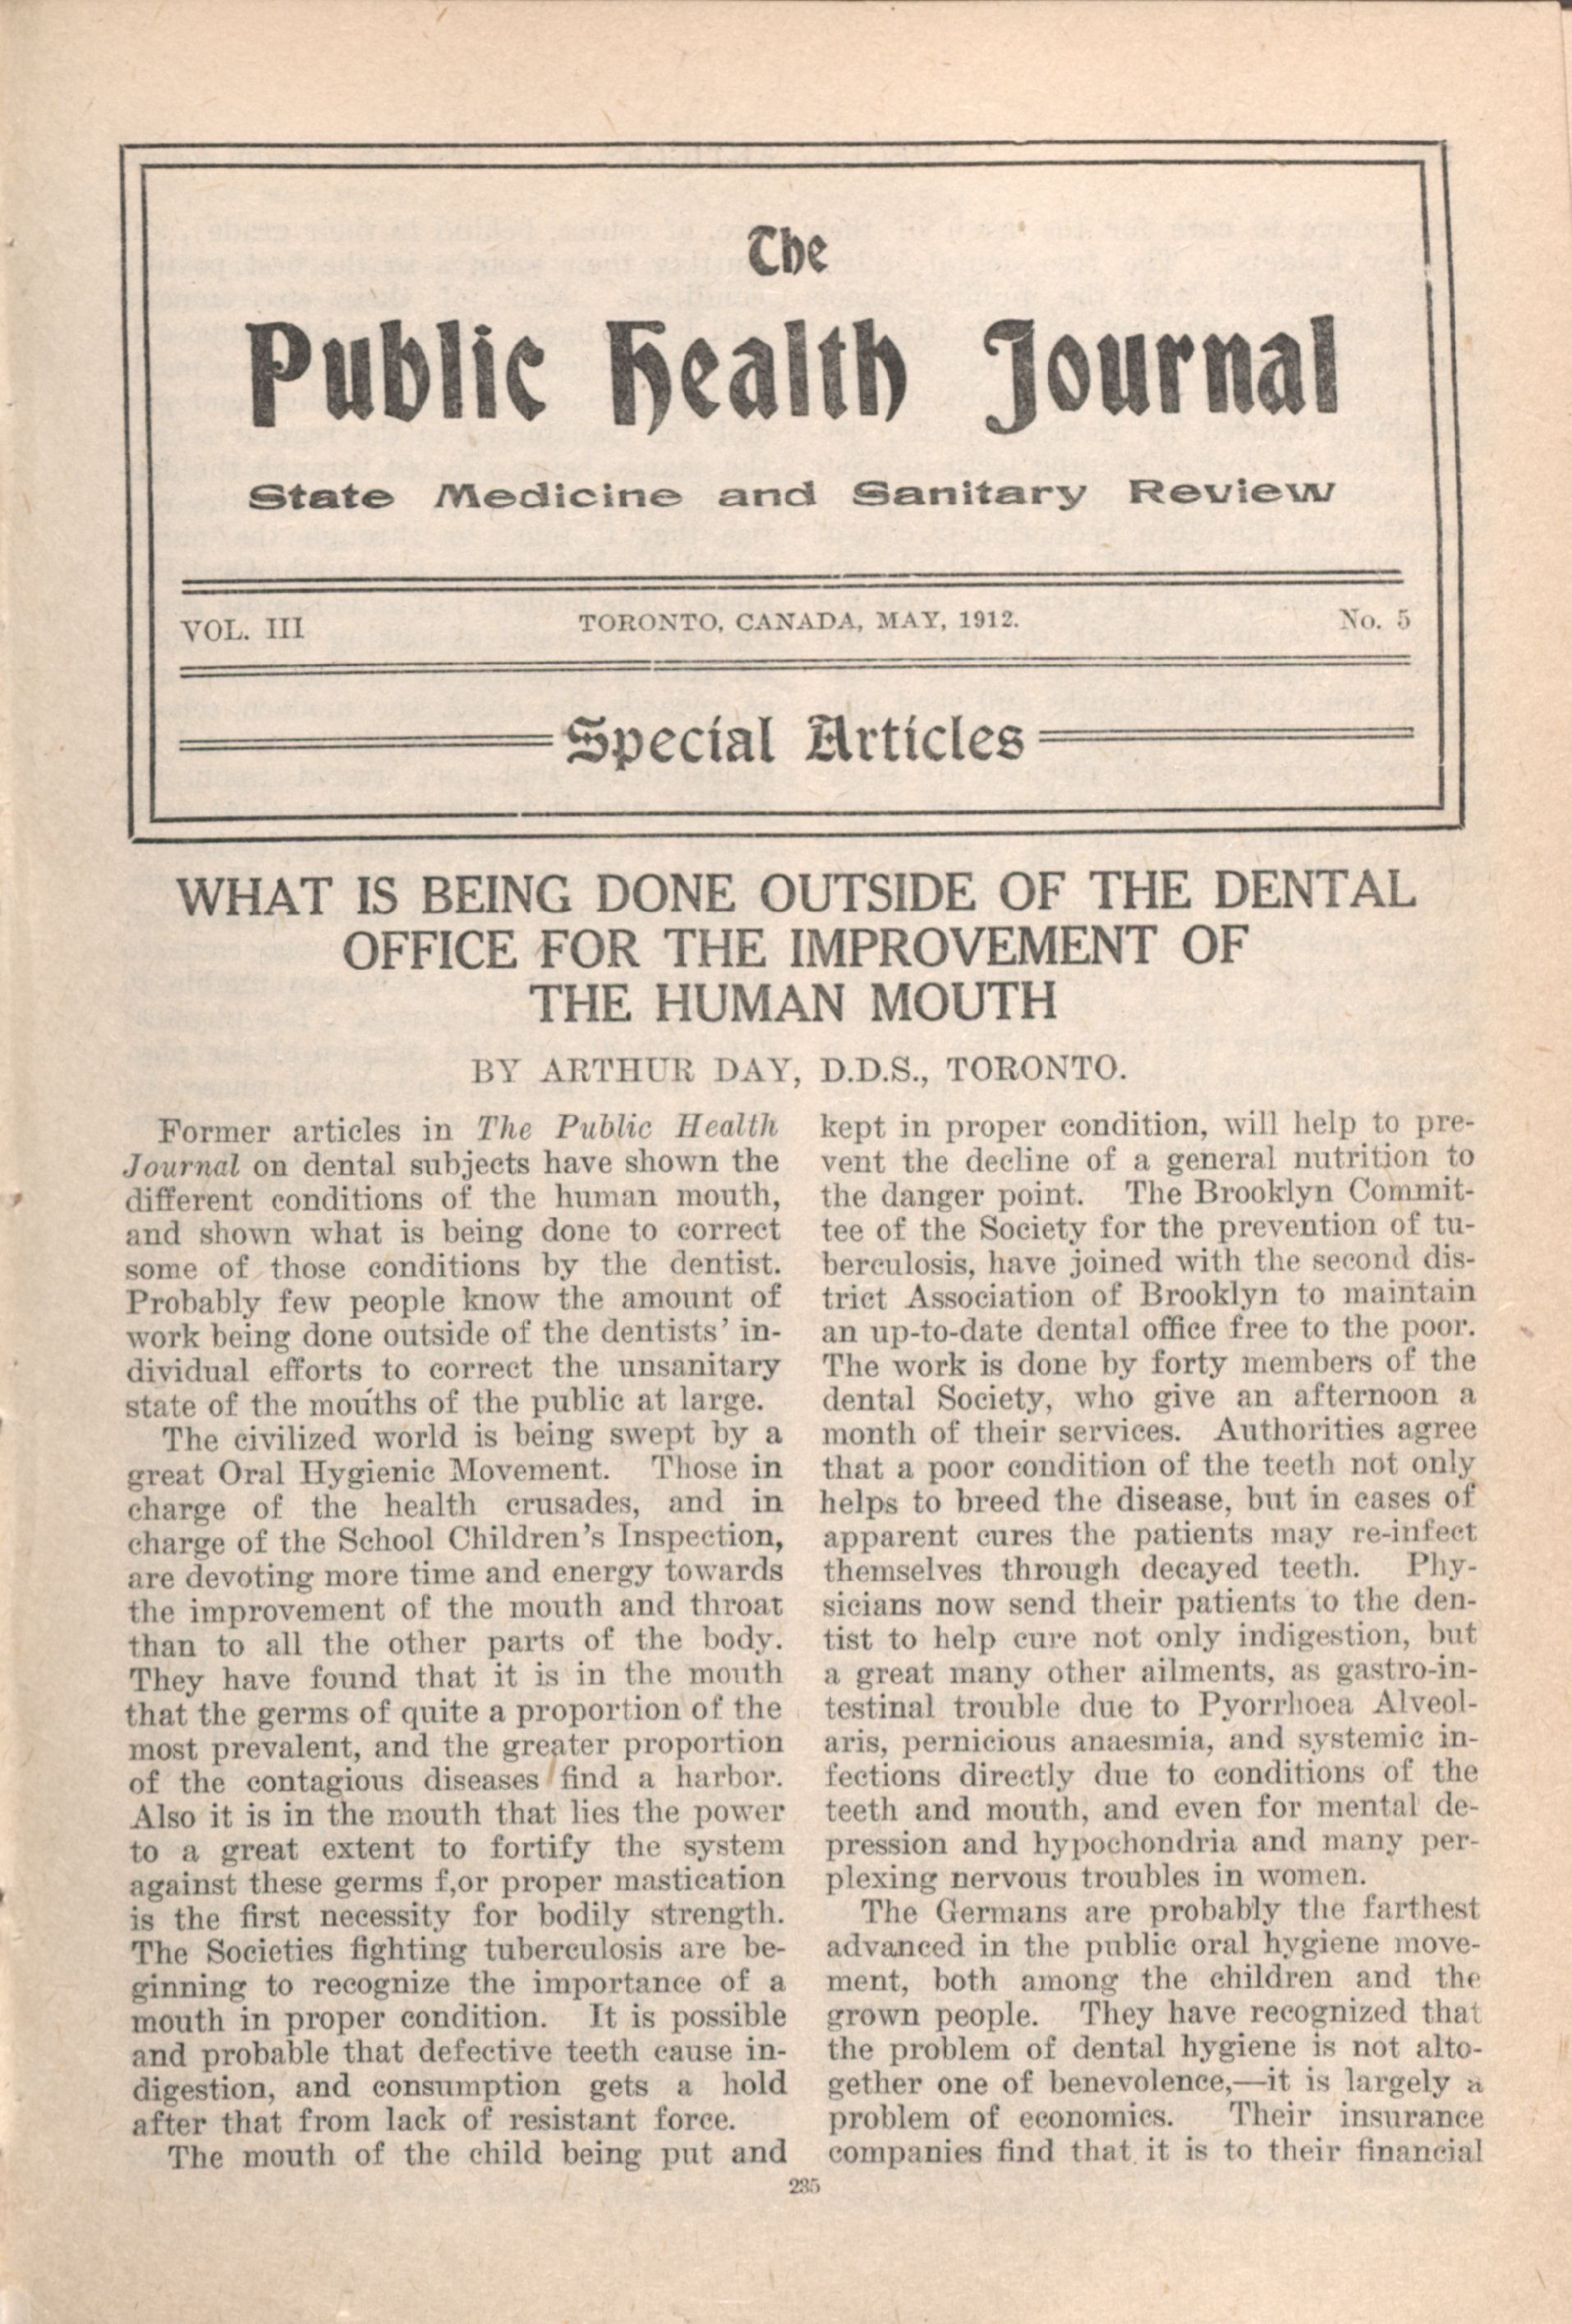 The
Public Health Journal
State Medicine and Sanitary Review
VOL. III TORONTO, CANADA, MAY, 1912. No. 5
Special Articles
WHAT IS BEING DONE OUTSIDE OF THE DENTAL
OFFICE FOR THE IMPROVEMENT OF
THE HUMAN MOUTH
BY ARTHUR DAY, D.D.S., TORONTO.
Former articles in The Public Health
Journal on dental subjects have shown the
different conditions of the human mouth,
and shown what is being done to correct
some of those conditions by the dentist.
Probably few people know the amount of
work being done outside of the dentists' in-
dividual efforts to correct the unsanitary
state of the mouths of the public at large.
The civilized world is being swept by a
great Oral Hygienic Movement. Those in
charge of the health crusades, and in
charge of the School Children's Inspection,
are devoting more time and energy towards
the improvement of the mouth and throat
than to all the other parts of the body.
They have found that it is in the mouth
that the germs of quite a proportion of the
most prevalent, and the greater proportion
of the contagious diseases find a harbor.
Also it is in the mouth that lies the power
to a great extent to fortify the system
against these germs f,or proper mastication
is the first necessity for bodily strength.
The Societies fighting tuberculosis are be-
ginning to recognize the importance of a
mouth in proper condition. It is possible
and probable that defective teeth cause in-
digestion, and consumption gets a hold
after that from lack of resistant force.
The mouth of the child being put and
kept in proper condition, will help to pre-
vent the decline of a general nutrition to
the danger point. The Brooklyn Commit-
tee of the Society for the prevention of tu-
berculosis, have joined with the second dis-
trict Association of Brooklyn to maintain
an up-to-date dental office free to the poor.
The work is done by forty members of the
dental Society, who give an afternoon a
month of their services. Authorities agree
that a poor condition of the teeth not only
helps to breed the disease, but in cases of
apparent cures the patients may re-infect
themselves through decayed teeth. Phy-
sicians now send their patients to the den-
tist to help cure not only indigestion, but
a great many other ailments, as gastro-in-
testinal trouble due to Pyorrhoea Alveol-
aris, pernicious anaesmia, and systemic in-
fections directly due to conditions of the
teeth and mouth, and even for mental de-
pression and hypochondria and many per-
plexing nervous troubles in women.
The Germans are probably the farthest
advanced in the public oral hygiene move-
ment, both among the children and the
grown people. They have recognized that
the problem of dental hygiene is not alto-
gether one of benevolence,—it is largely a
problem of economics. Their insurance
companies find that it is to their financial
235